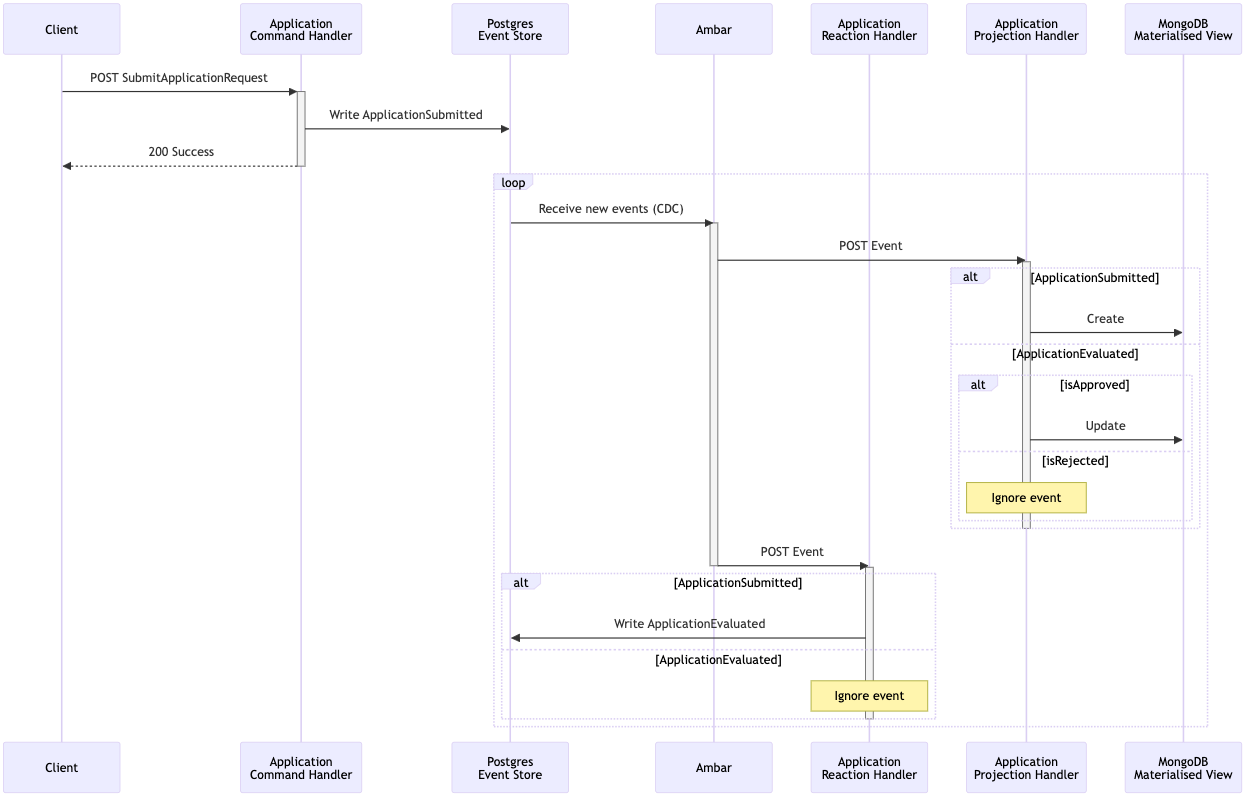 Client
Application
Command Handler
Postgres
Event Store
Ambar
Application
Reaction Handler
Application
Projection Handler
MongoDB
Materialised View
POST SubmitApplicationRequest
Write ApplicationSubmitted
200 Success
loop
Receive new events (CDC)
POST Event
alt
[ApplicationSubmitted]
Create
[ApplicationEvaluated]
alt
[isApproved]
Update
[isRejected]
Ignore event
POST Event
alt
[ApplicationSubmitted]
Write ApplicationEvaluated
[ApplicationEvaluated]
Ignore event
Client
Application
Command Handler
Postgres
Event Store
Ambar
Application
Reaction Handler
Application
Projection Handler
MongoDB
Materialised View